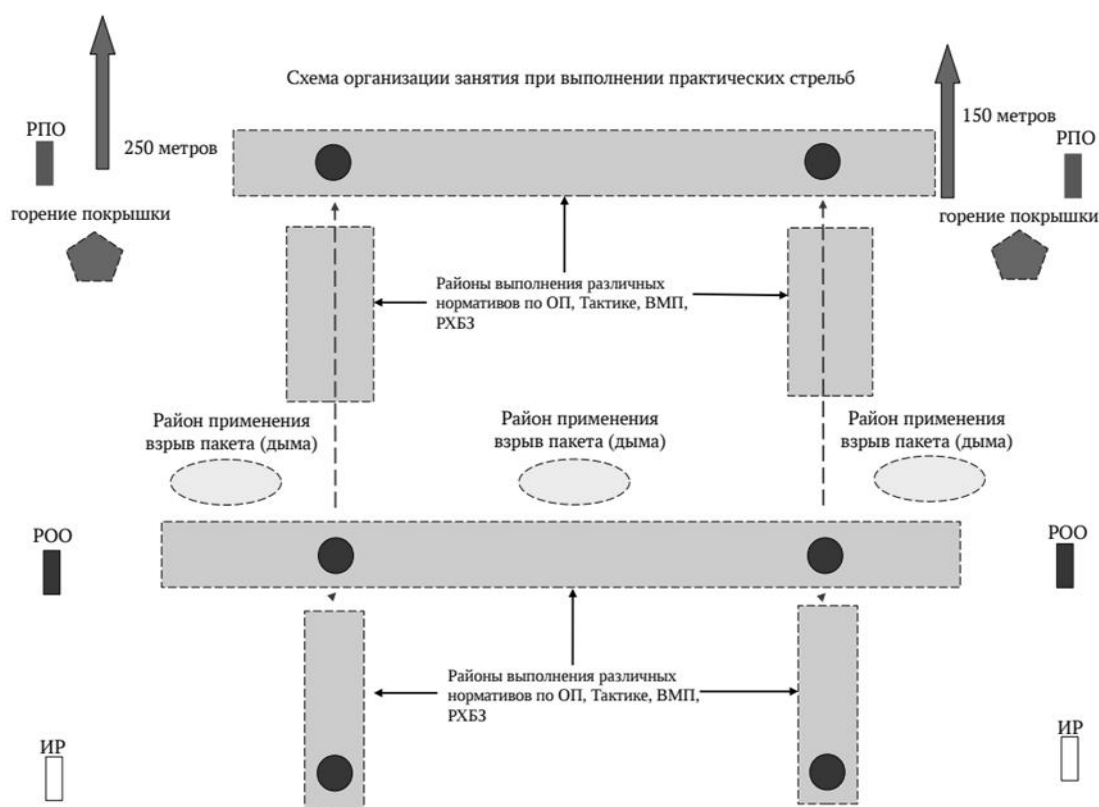 Схема организации занятия при выполнении практических стрельб
РПО
250 метров
150 метров
РПО
горение покрышки
горение покрышки
Районы выполнения различных
нормативов по ОП, Тактике, ВМП,
РХБЗ
Район применения
взрыв пакета (дыма)
Район применения
взрыв пакета (дыма)
Район применения
взрыв пакета (дыма)
РОО
РОО
Районы выполнения различных
нормативов по ОП, Тактике, ВМП,
РХБЗ
ИР
ИР